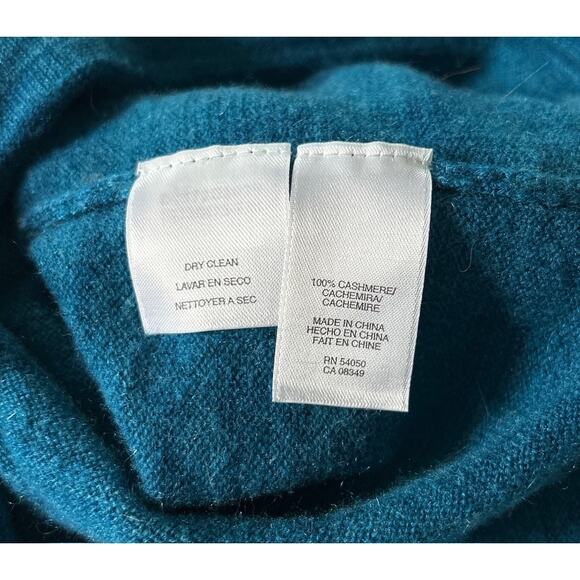 DRY CLEAN
LAVAR EN SECO
NETTOYER A SEC
100% CASHMERE/
CACHEMIRA/
CACHEMIRE
MADE IN CHINA
HECHO EN CHINA
FAIT EN CHINE
RN 54050
CA 08349